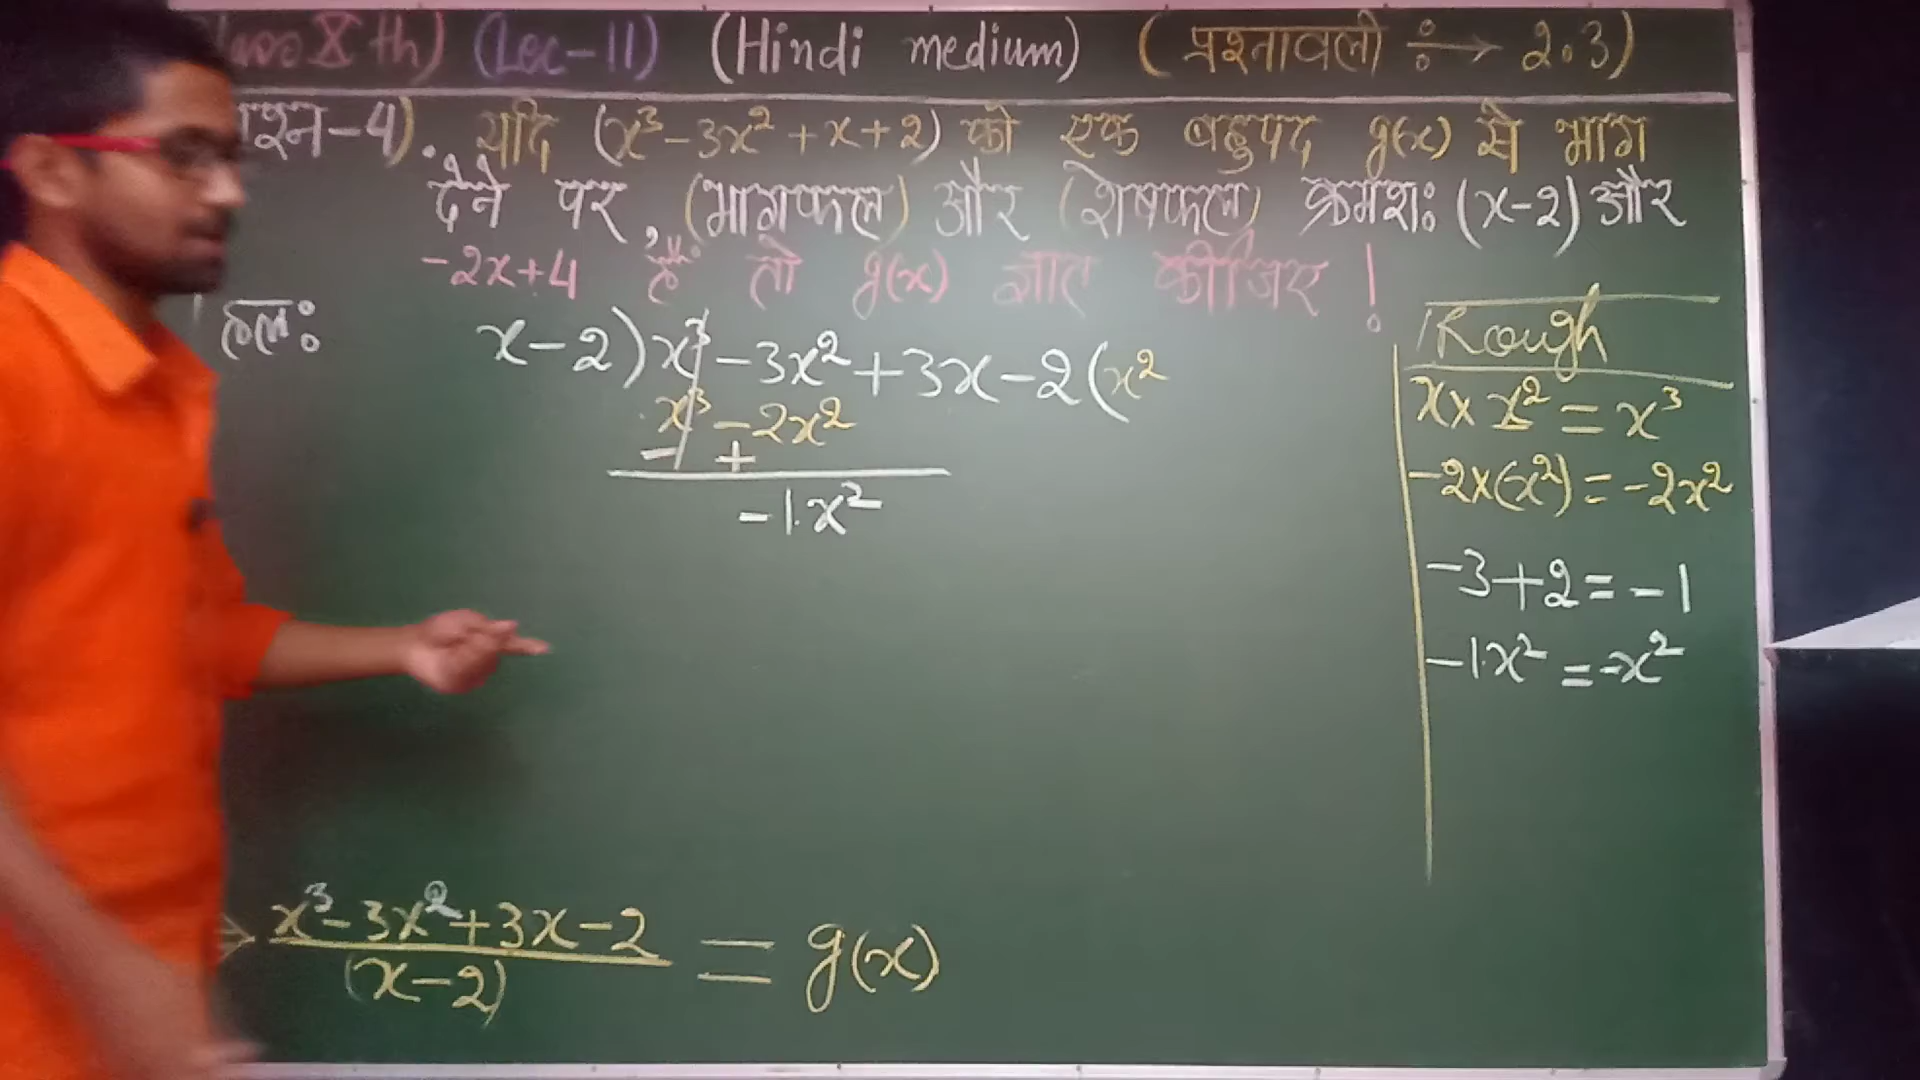 X th) (Lec-11) (Hindi medium) (प्रश्नावली ÷→ 2.3)
प्रश्न-4). यदि (x³-3x²+x+2) को एक बहुपद g(x) से भाग
देने पर, (भागफल) और (शेषफल) क्रमशः (x-2) और
-2x+4 हैं तो g(x) ज्ञात कीजिए !
हलः
x-2)x³-3x²+3x-2(x²
x³-2x²
- +
-1.x²
x³-3x²+3x-2
(x-2)
= g(x)
Rough
x×x²=x³
-2×(x²)=-2x²
-3+2=-1
-1.x²=-x²